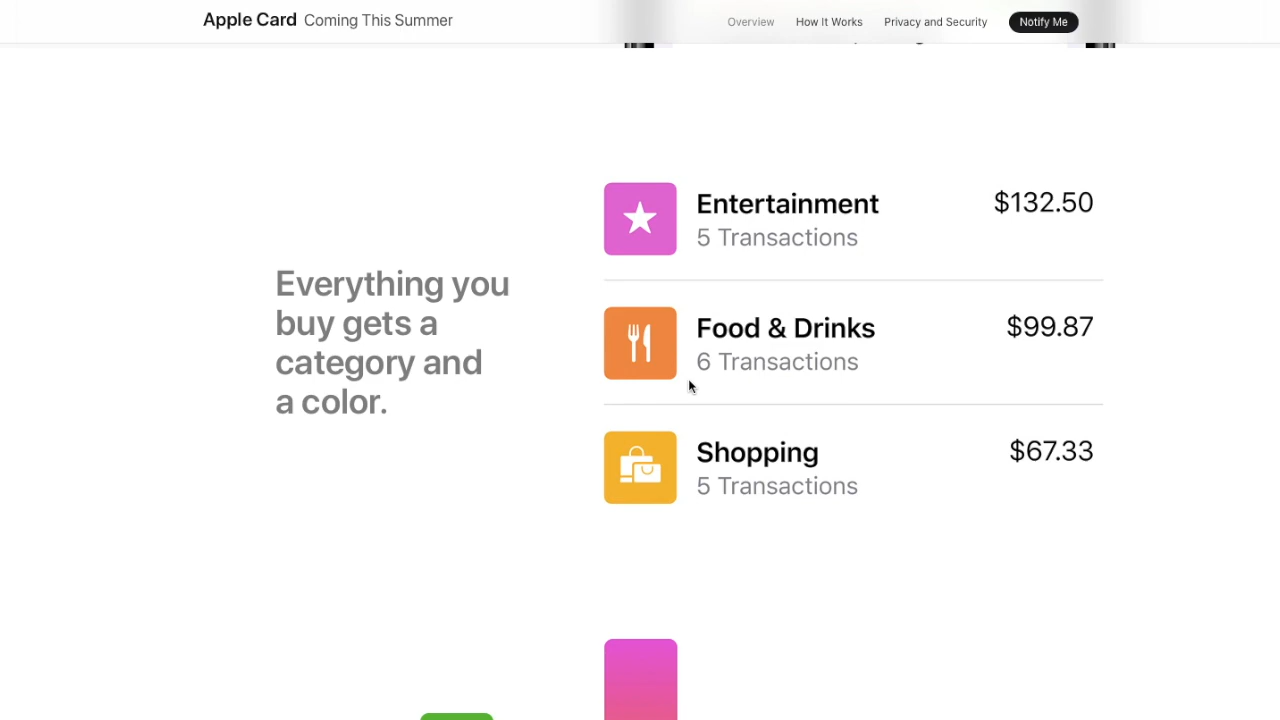 Apple Card Coming This Summer
Overview How It Works Privacy and Security Notify Me
Everything you
buy gets a
category and
a color.
Entertainment $132.50
5 Transactions
Food & Drinks $99.87
6 Transactions
Shopping $67.33
5 Transactions